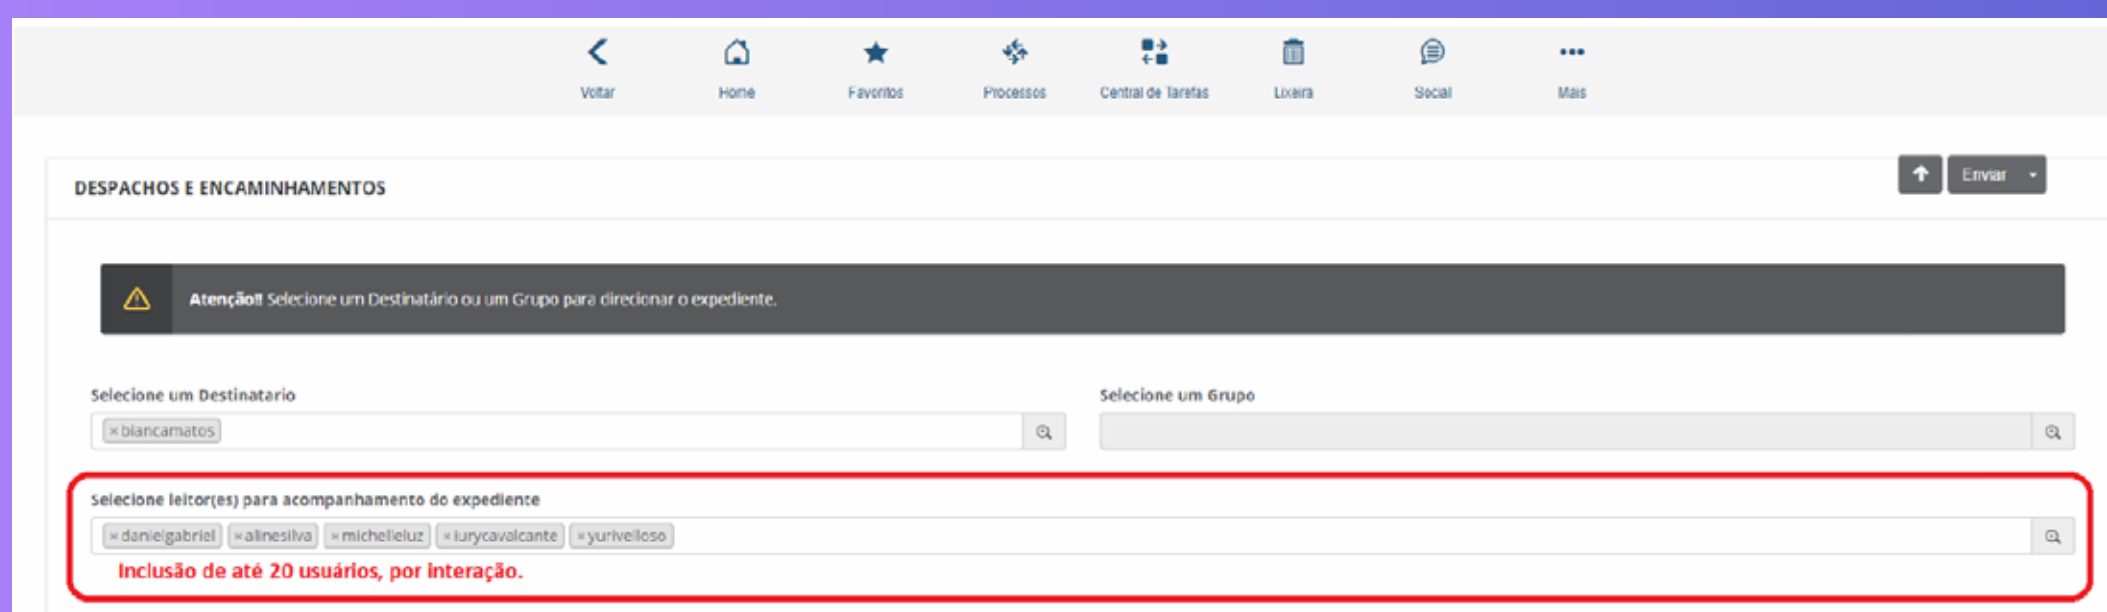 Voltar Home Favoritos Processos Central de Tarefas Lixeira Social Mais
DESPACHOS E ENCAMINHAMENTOS
Enviar
Atenção!! Selecione um Destinatário ou um Grupo para direcionar o expediente.
Selecione um Destinatario Selecione um Grupo
×biancamatos
Selecione leitor(es) para acompanhamento do expediente
×danielgabriel ×alinesilva ×michelleluz ×iurycavalcante ×yurivelloso
Inclusão de até 20 usuários, por interação.